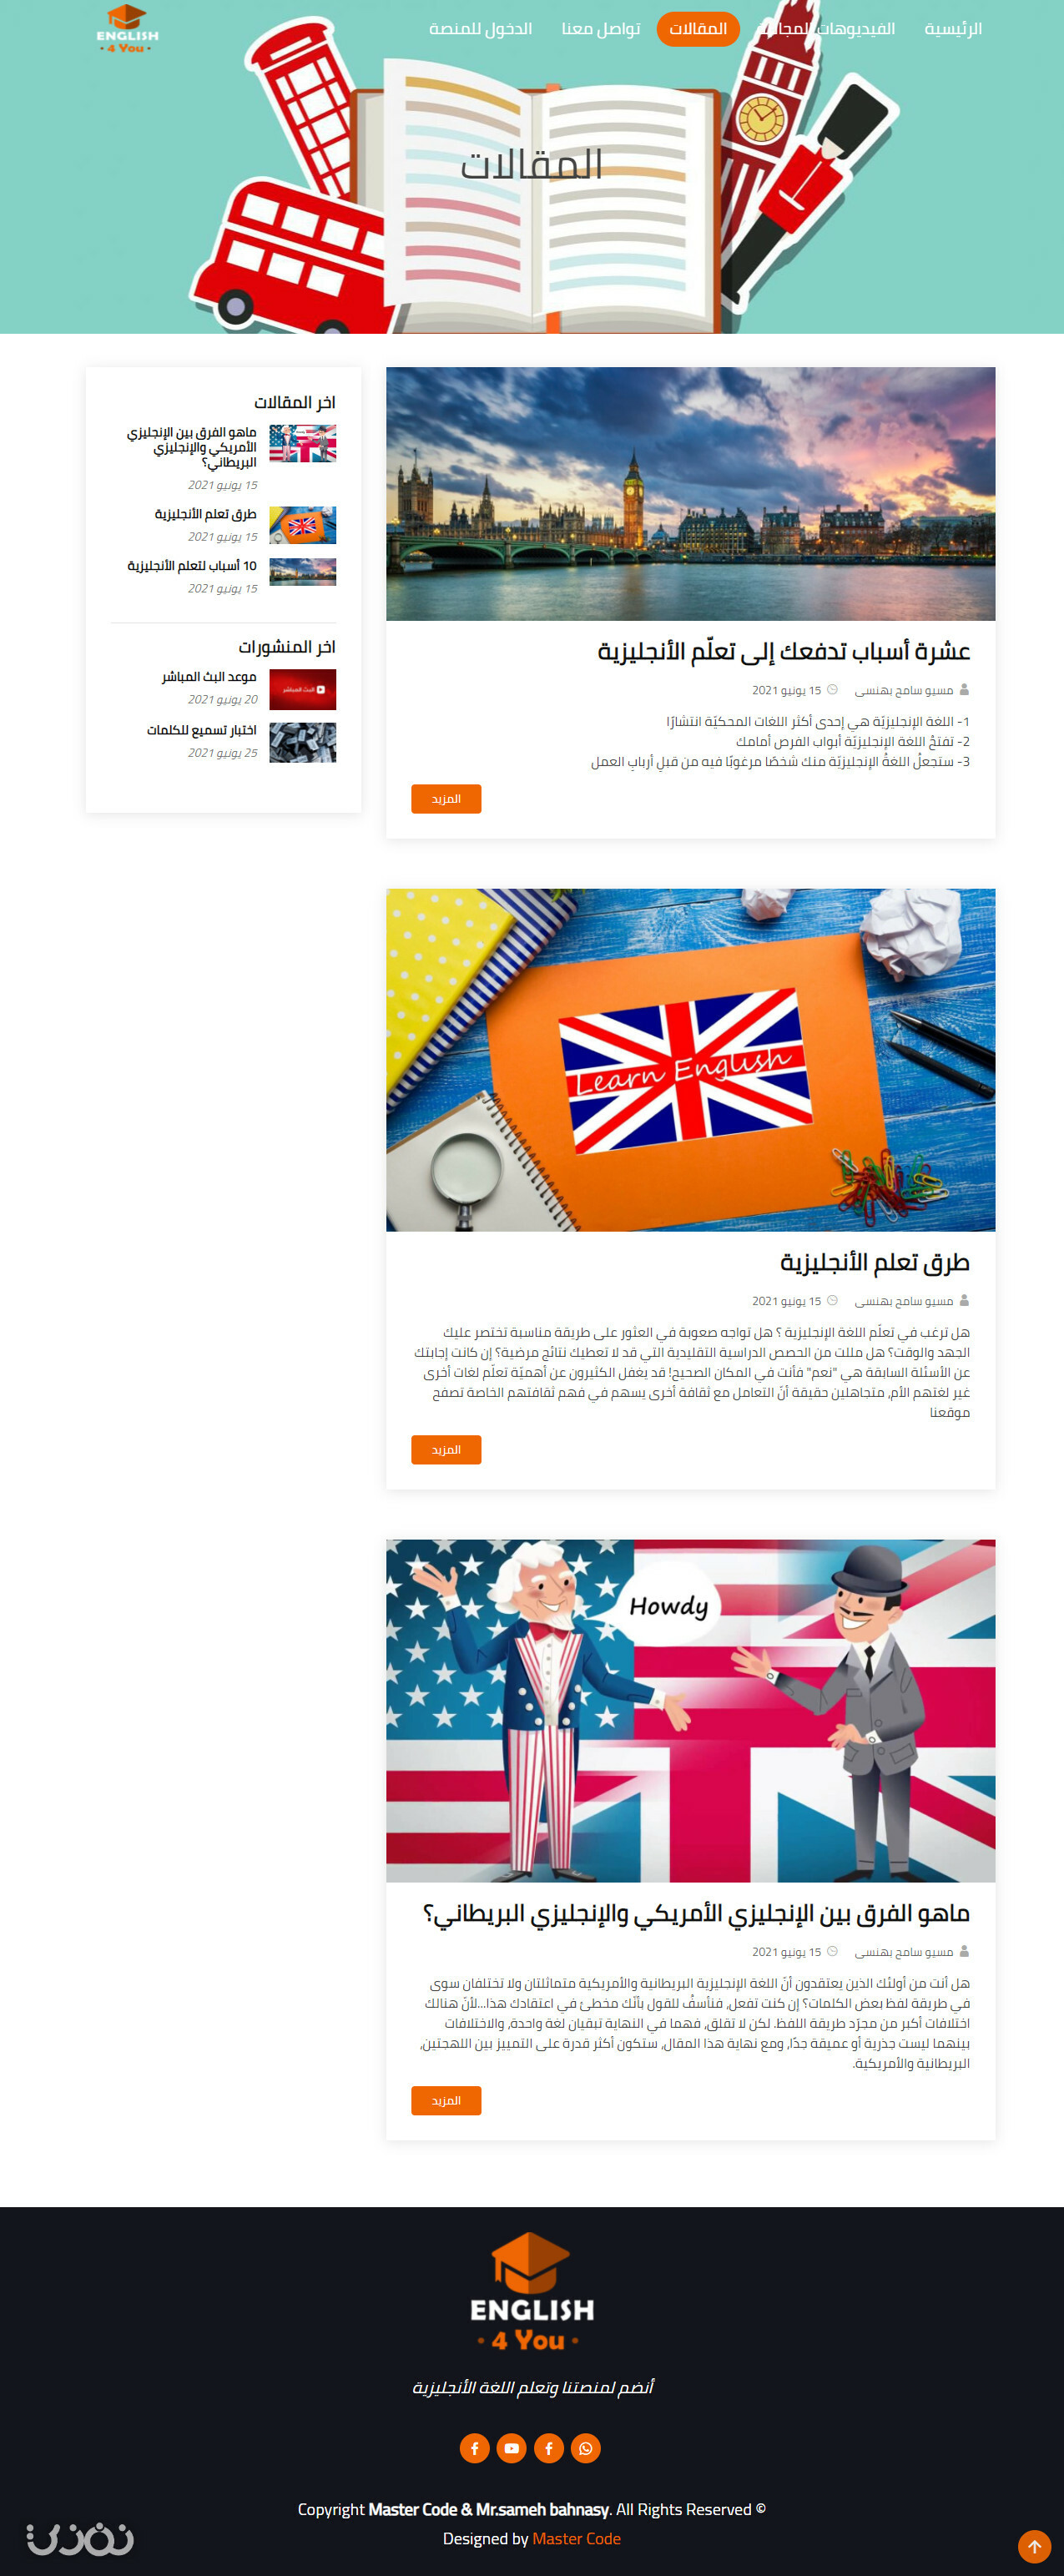 الرئيسية
الفيديوهات المجانية
المقالات
تواصل معنا
الدخول للمنصة
ENGLISH
4 You
المقالات
عشرة أسباب تدفعك إلى تعلّم الأنجليزية
مسيو سامح بهنسى
15 يونيو 2021
1- اللغة الإنجليزيّة هي إحدى أكثر اللغات المحكيّة انتشارًا
2- تفتحُ اللغة الإنجليزيّة أبواب الفرص أمامك
3- ستجعلُ اللغةُ الإنجليزيّة منك شخصًا مرغوبًا فيه من قبلِ أربابِ العمل
المزيد
اخر المقالات
ماهو الفرق بين الإنجليزي
الأمريكي والإنجليزي
البريطاني؟
15 يونيو 2021
طرق تعلم الأنجليزية
15 يونيو 2021
10 أسباب لتعلم الأنجليزية
15 يونيو 2021
اخر المنشورات
موعد البث المباشر
20 يونيو 2021
البث المباشر
اختبار تسميع للكلمات
25 يونيو 2021
Learn English
طرق تعلم الأنجليزية
مسيو سامح بهنسى
15 يونيو 2021
هل ترغب في تعلّم اللغة الإنجليزية ؟ هل تواجه صعوبة في العثور على طريقة مناسبة تختصر عليك
الجهد والوقت؟ هل مللت من الحصص الدراسية التقليدية التي قد لا تعطيك نتائج مرضية؟ إن كانت إجابتك
عن الأسئلة السابقة هي "نعم" فأنت في المكان الصحيح! قد يغفل الكثيرون عن أهميّة تعلّم لغات أخرى
غير لغتهم الأم، متجاهلين حقيقة أنّ التعامل مع ثقافة أخرى يسهم في فهم ثقافتهم الخاصة تصفح
موقعنا
المزيد
Howdy
ماهو الفرق بين الإنجليزي الأمريكي والإنجليزي البريطاني؟
مسيو سامح بهنسى
15 يونيو 2021
هل أنت من أولئك الذين يعتقدون أنّ اللغة الإنجليزية البريطانية والأمريكية متماثلتان ولا تختلفان سوى
في طريقة لفظ بعض الكلمات؟ إن كنت تفعل، فنأسفُ للقول بأنّك مخطئ في اعتقادك هذا...لأنّ هنالك
اختلافات أكبر من مجرّد طريقة اللفظ. لكن لا تقلق، فهما في النهاية تبقيان لغة واحدة، والاختلافات
بينهما ليست جذرية أو عميقة جدًا، ومع نهاية هذا المقال، ستكون أكثر قدرة على التمييز بين اللهجتين،
البريطانية والأمريكية.
المزيد
ENGLISH
4 You
أنضم لمنصتنا وتعلم اللغة الأنجليزية
Copyright Master Code & Mr.sameh bahnasy. All Rights Reserved ©
Designed by Master Code